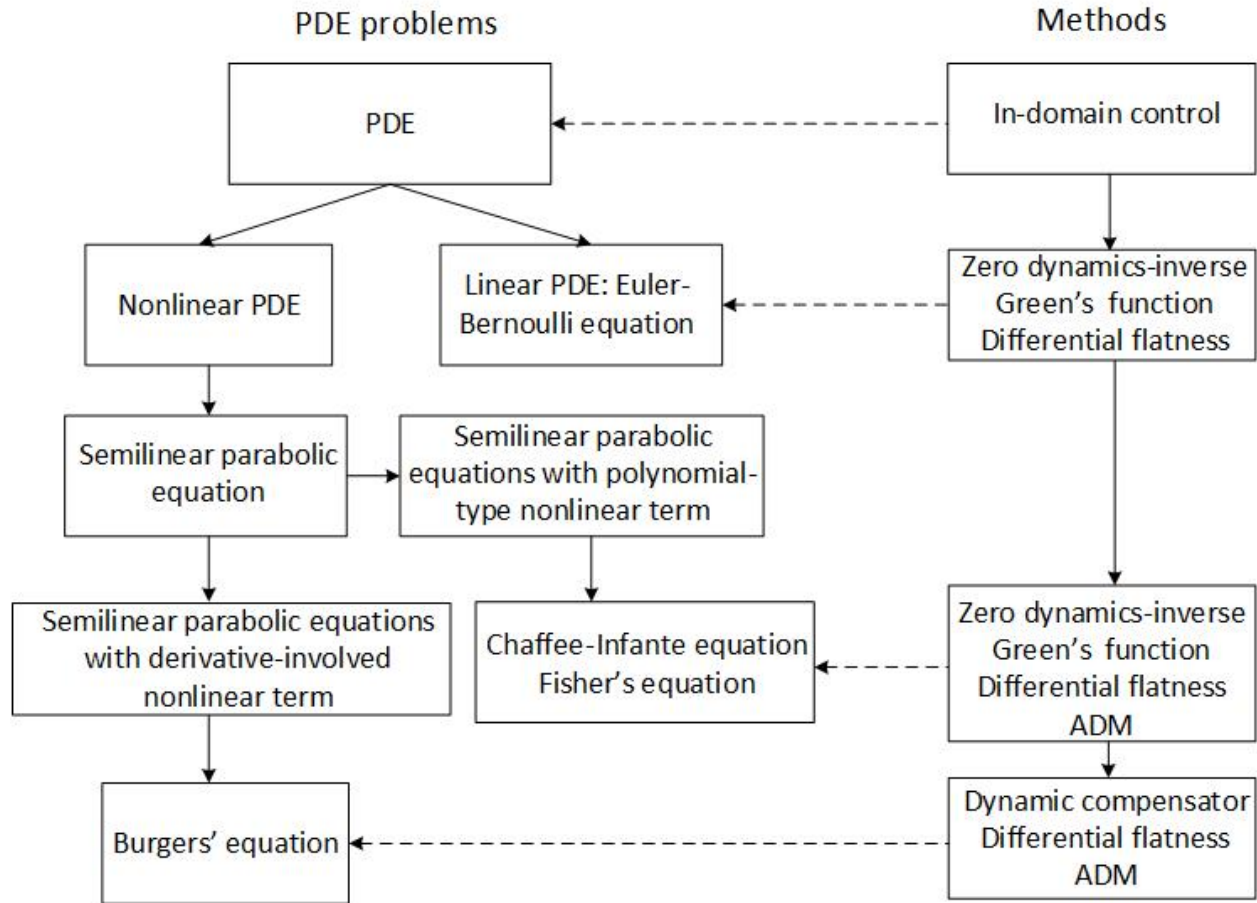 PDE problems
Methods
PDE
In-domain control
Nonlinear PDE
Linear PDE: Euler-
Bernoulli equation
Zero dynamics-inverse
Green's function
Differential flatness
Semilinear parabolic
equation
Semilinear parabolic
equations with polynomial-
type nonlinear term
Semilinear parabolic equations
with derivative-involved
nonlinear term
Chaffee-Infante equation
Fisher's equation
Zero dynamics-inverse
Green's function
Differential flatness
ADM
Burgers' equation
Dynamic compensator
Differential flatness
ADM